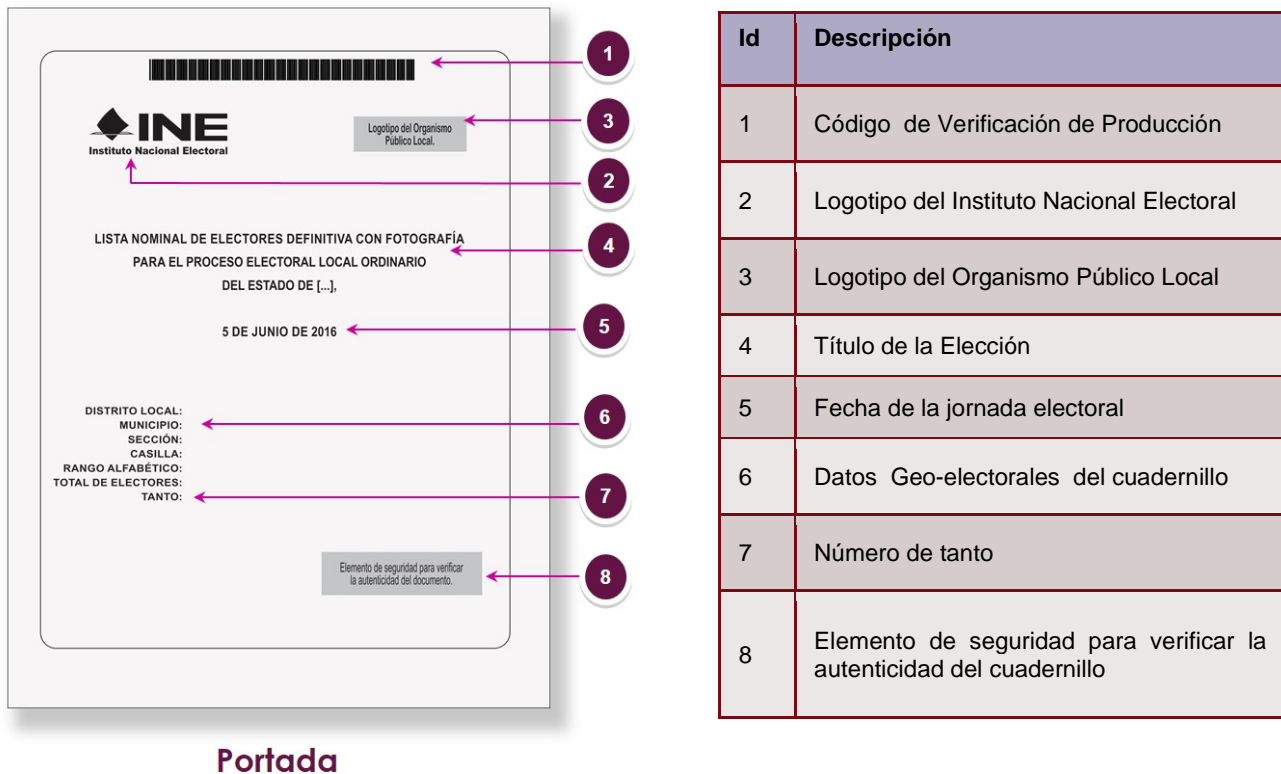 INE
Instituto Nacional Electoral
Logotipo del Organismo
Público Local.
LISTA NOMINAL DE ELECTORES DEFINITIVA CON FOTOGRAFÍA
PARA EL PROCESO ELECTORAL LOCAL ORDINARIO
DEL ESTADO DE [...],
5 DE JUNIO DE 2016
DISTRITO LOCAL:
MUNICIPIO:
SECCIÓN:
CASILLA:
RANGO ALFABÉTICO:
TOTAL DE ELECTORES:
TANTO:
Elemento de seguridad para verificar
la autenticidad del documento.
1
3
2
4
5
6
7
8
Portada
Id Descripción
1 Código de Verificación de Producción
2 Logotipo del Instituto Nacional Electoral
3 Logotipo del Organismo Público Local
4 Título de la Elección
5 Fecha de la jornada electoral
6 Datos Geo-electorales del cuadernillo
7 Número de tanto
8 Elemento de seguridad para verificar la
autenticidad del cuadernillo